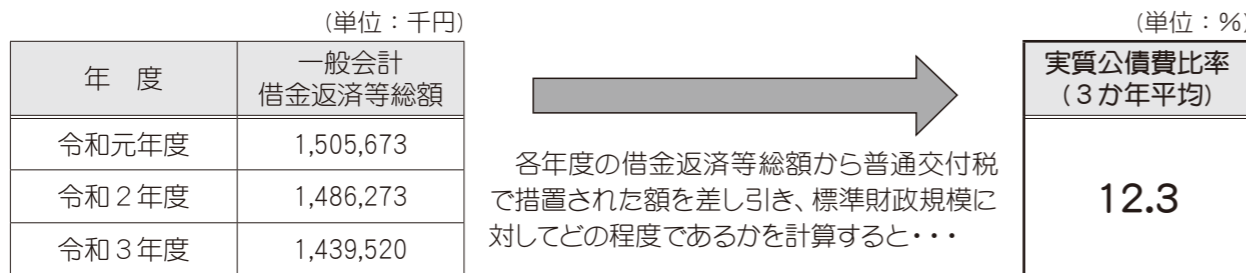 (単位：千円)
年　度
一般会計
借金返済等総額
令和元年度
1,505,673
令和２年度
1,486,273
令和３年度
1,439,520
各年度の借金返済等総額から普通交付税
で措置された額を差し引き、標準財政規模に
対してどの程度であるかを計算すると・・・
(単位：％)
実質公債費比率
(３か年平均)
12.3